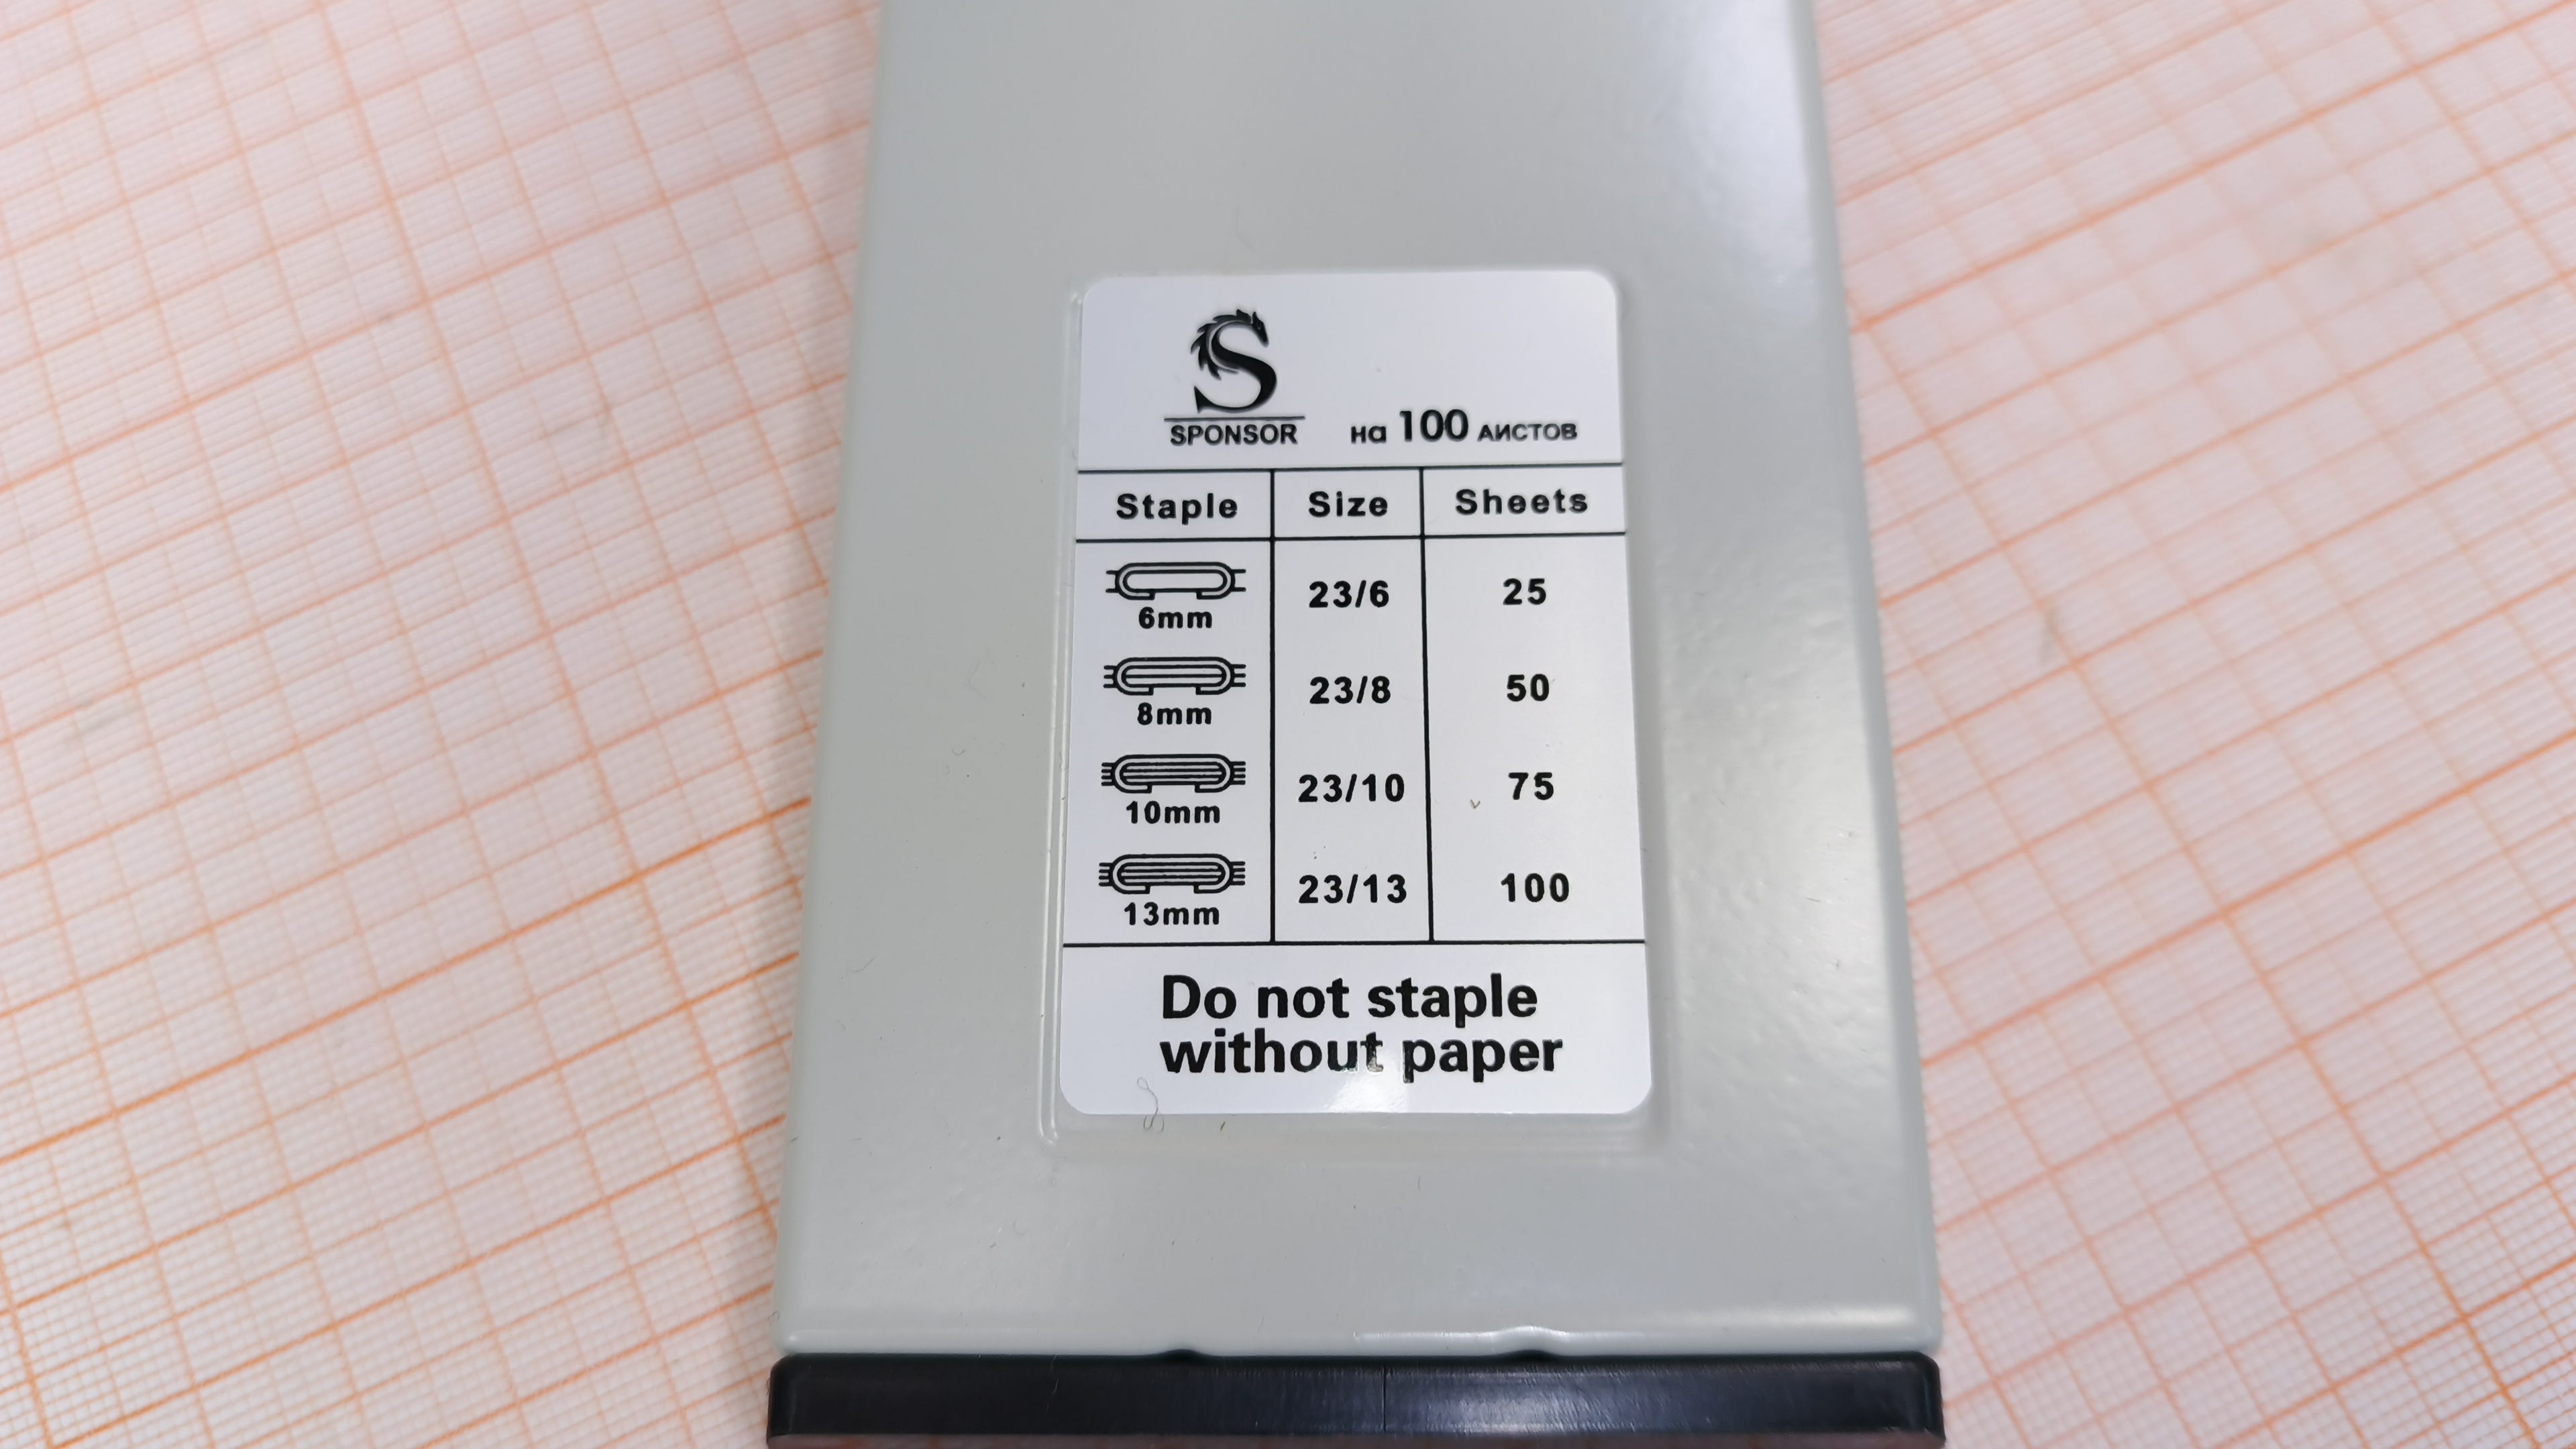 S
SPONSOR
на 100 листов
Staple Size Sheets
6mm 23/6 25
8mm 23/8 50
10mm 23/10 75
13mm 23/13 100
Do not staple
without paper